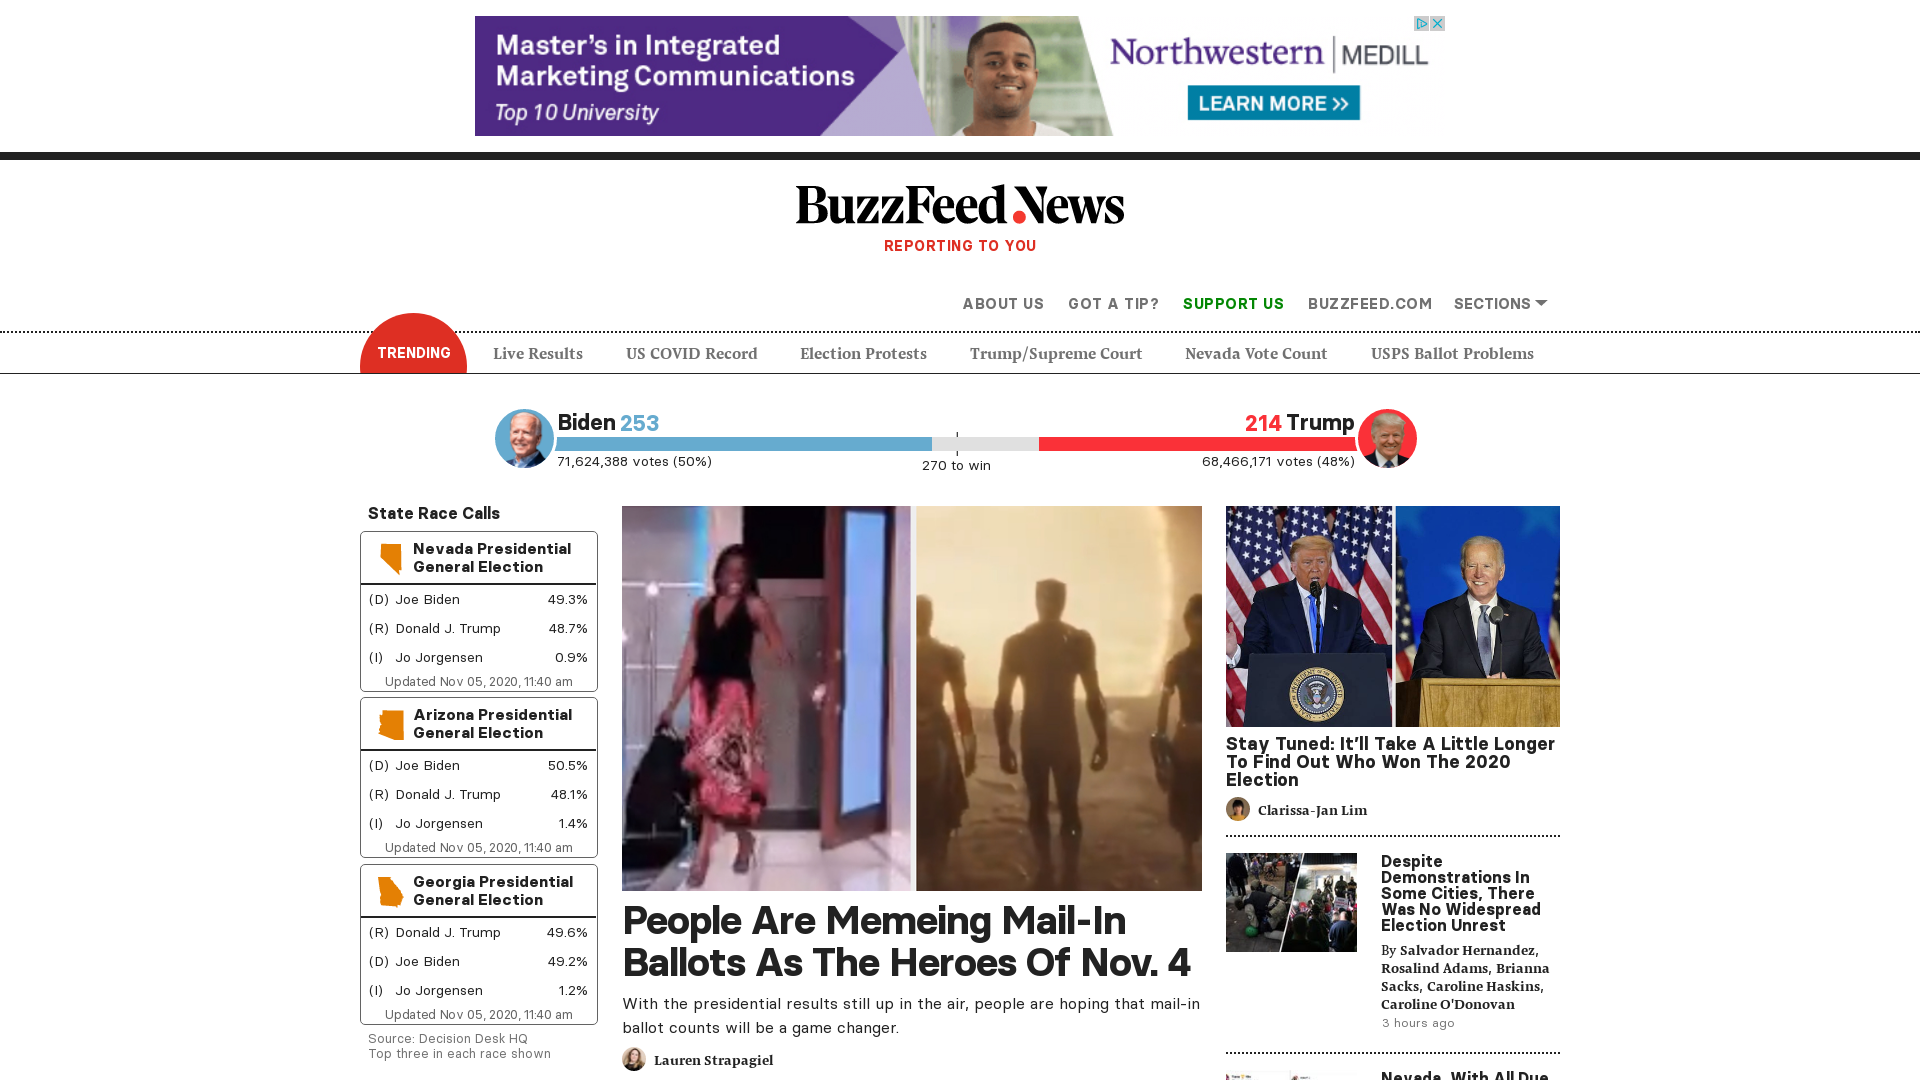 Master's in Integrated
Marketing Communications
Top 10 University
Northwestern | MEDILL
LEARN MORE >>
BuzzFeed News
REPORTING TO YOU
ABOUT US
GOT A TIP?
SUPPORT US
BUZZFEED.COM
SECTIONS
TRENDING
Live Results
US COVID Record
Election Protests
Trump/Supreme Court
Nevada Vote Count
USPS Ballot Problems
Biden 253
214 Trump
71,624,388 votes (50%)
270 to win
68,466,171 votes (48%)
State Race Calls
Nevada Presidential
General Election
(D) Joe Biden 49.3%
(R) Donald J. Trump 48.7%
(I) Jo Jorgensen 0.9%
Updated Nov 05, 2020, 11:40 am
Arizona Presidential
General Election
(D) Joe Biden 50.5%
(R) Donald J. Trump 48.1%
(I) Jo Jorgensen 1.4%
Updated Nov 05, 2020, 11:40 am
Georgia Presidential
General Election
(R) Donald J. Trump 49.6%
(D) Joe Biden 49.2%
(I) Jo Jorgensen 1.2%
Updated Nov 05, 2020, 11:40 am
Source: Decision Desk HQ
Top three in each race shown
People Are Memeing Mail-In
Ballots As The Heroes Of Nov. 4
With the presidential results still up in the air, people are hoping that mail-in
ballot counts will be a game changer.
Lauren Strapagiel
Stay Tuned: It’ll Take A Little Longer
To Find Out Who Won The 2020
Election
Clarissa-Jan Lim
Despite
Demonstrations In
Some Cities, There
Was No Widespread
Election Unrest
By Salvador Hernandez,
Rosalind Adams, Brianna
Sacks, Caroline Haskins,
Caroline O'Donovan
3 hours ago
Nevada, With All Due